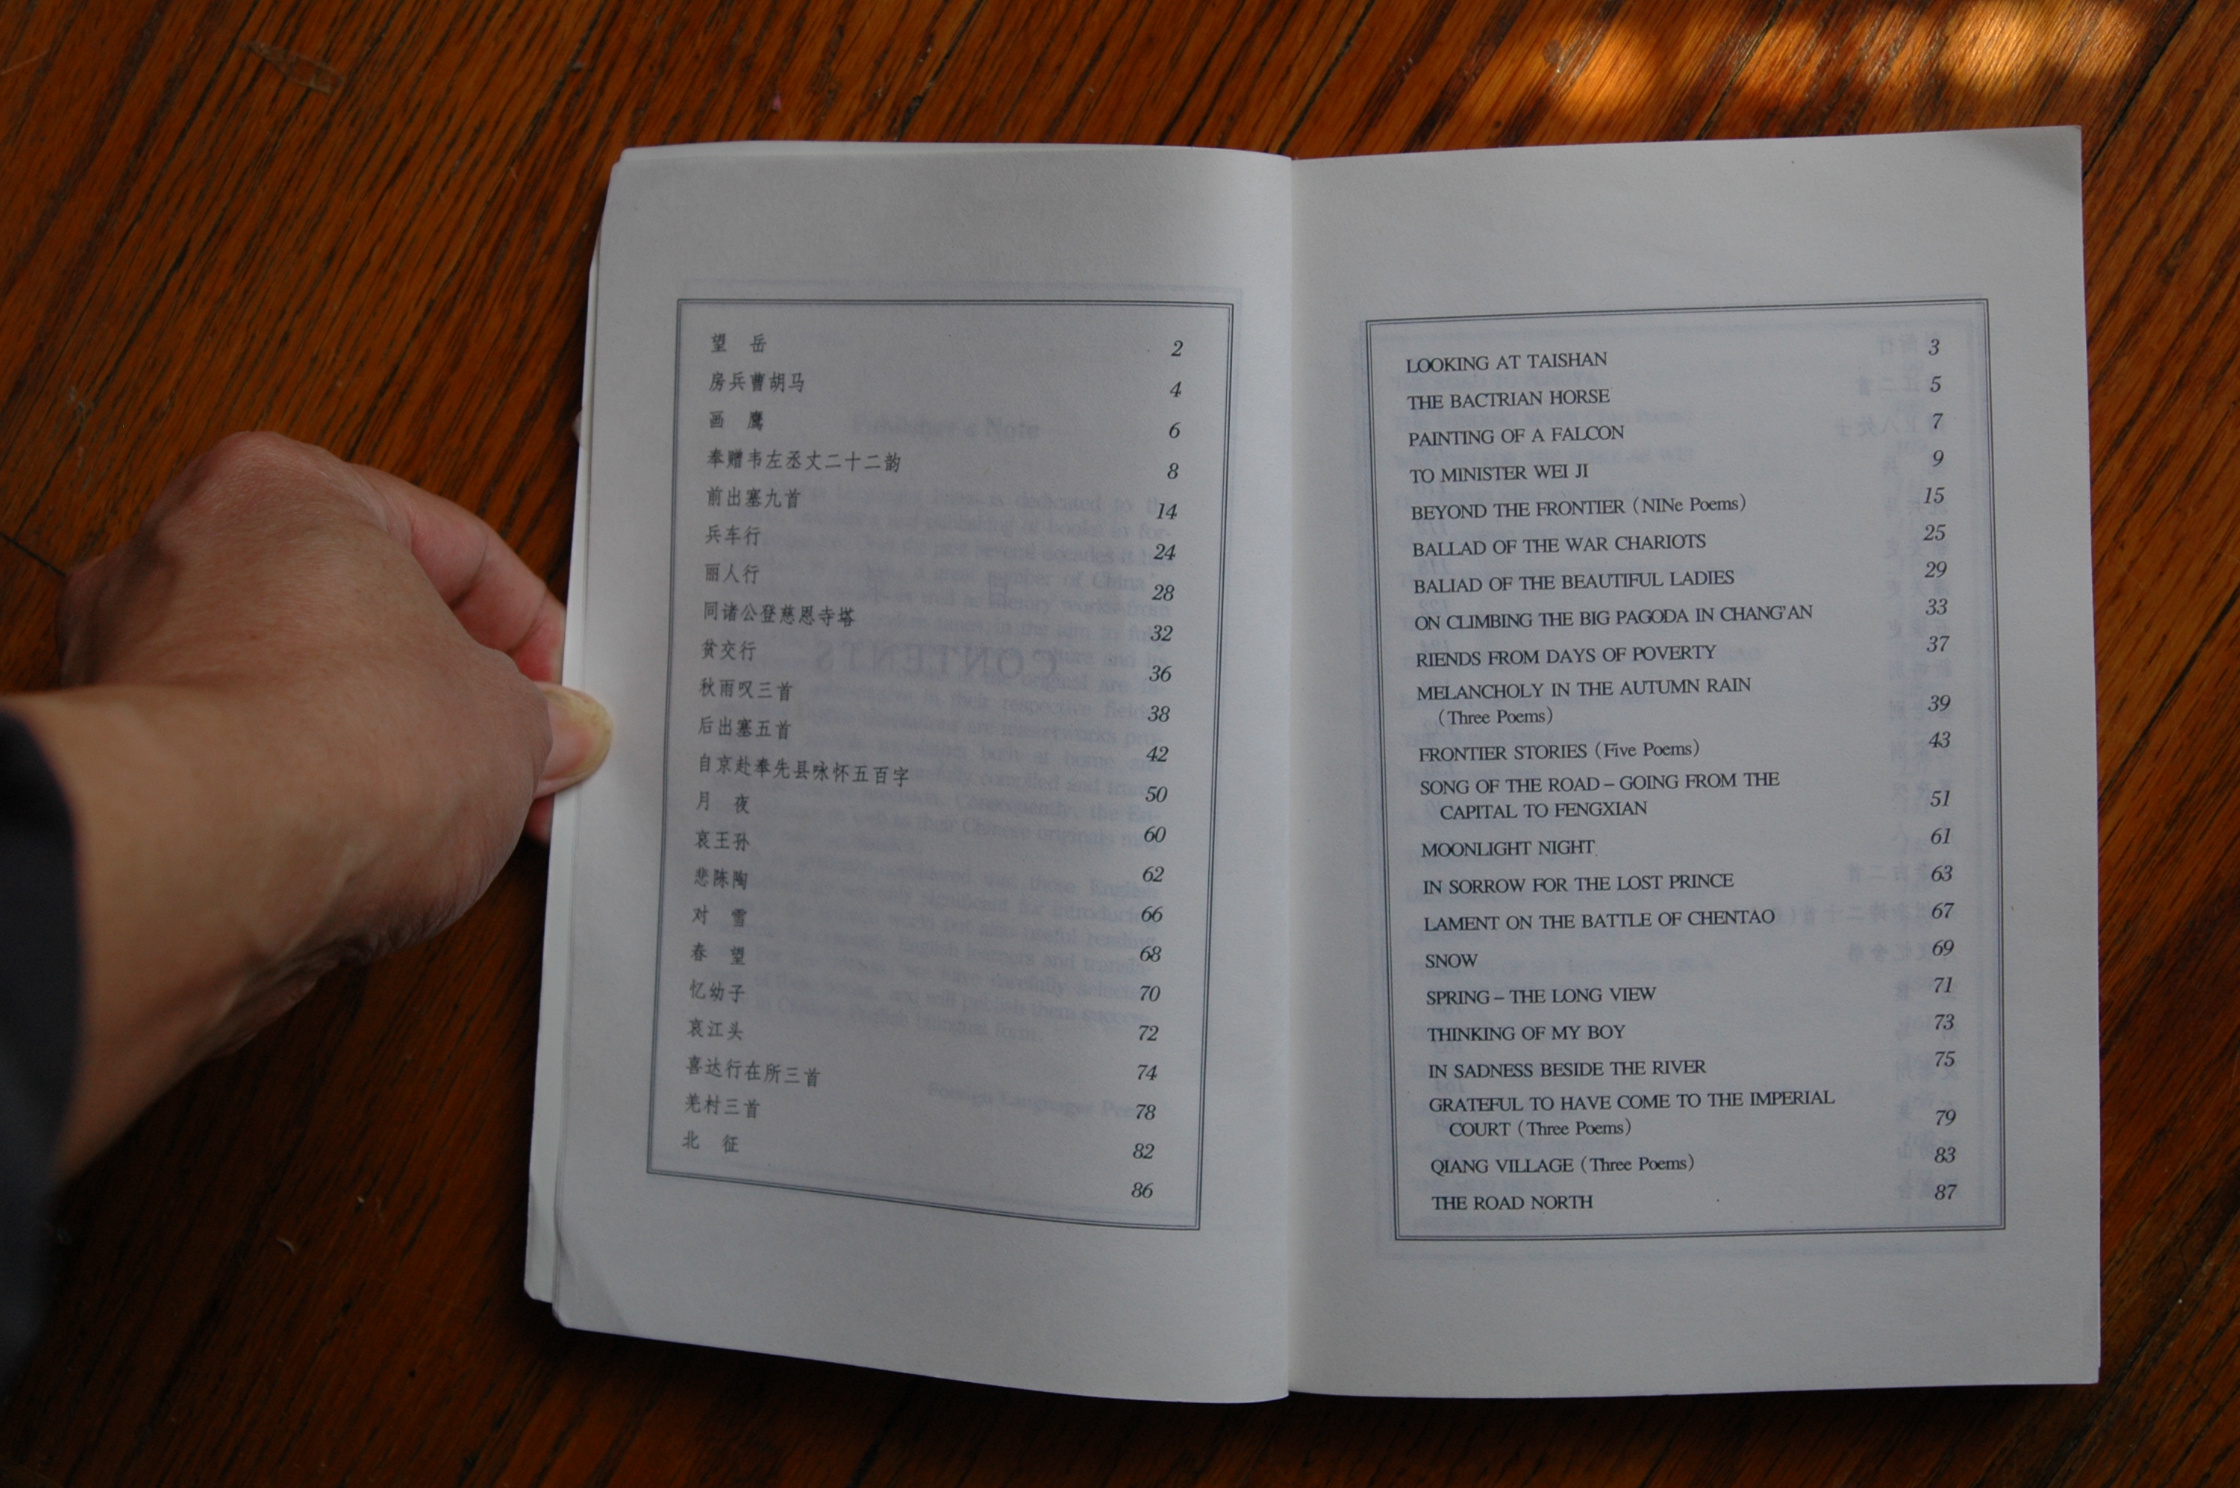 望　岳 2
房兵曹胡马 4
画　鹰 6
奉赠韦左丞丈二十二韵 8
前出塞九首 14
兵车行 24
丽人行 28
同诸公登慈恩寺塔 32
贫交行 36
秋雨叹三首 38
后出塞五首 42
自京赴奉先县咏怀五百字 50
月　夜 60
哀王孙 62
悲陈陶 66
对　雪 68
春　望 70
忆幼子 72
哀江头 74
喜达行在所三首 78
羌村三首 82
北　征 86
LOOKING AT TAISHAN 3
THE BACTRIAN HORSE 5
PAINTING OF A FALCON 7
TO MINISTER WEI JI 9
BEYOND THE FRONTIER (NINe Poems) 15
BALLAD OF THE WAR CHARIOTS 25
BALIAD OF THE BEAUTIFUL LADIES 29
ON CLIMBING THE BIG PAGODA IN CHANG'AN 33
RIENDS FROM DAYS OF POVERTY 37
MELANCHOLY IN THE AUTUMN RAIN 39
(Three Poems)
FRONTIER STORIES (Five Poems) 43
SONG OF THE ROAD – GOING FROM THE 51
CAPITAL TO FENGXIAN
MOONLIGHT NIGHT 61
IN SORROW FOR THE LOST PRINCE 63
LAMENT ON THE BATTLE OF CHENTAO 67
SNOW 69
SPRING – THE LONG VIEW 71
THINKING OF MY BOY 73
IN SADNESS BESIDE THE RIVER 75
GRATEFUL TO HAVE COME TO THE IMPERIAL 79
COURT (Three Poems)
QIANG VILLAGE (Three Poems) 83
THE ROAD NORTH 87